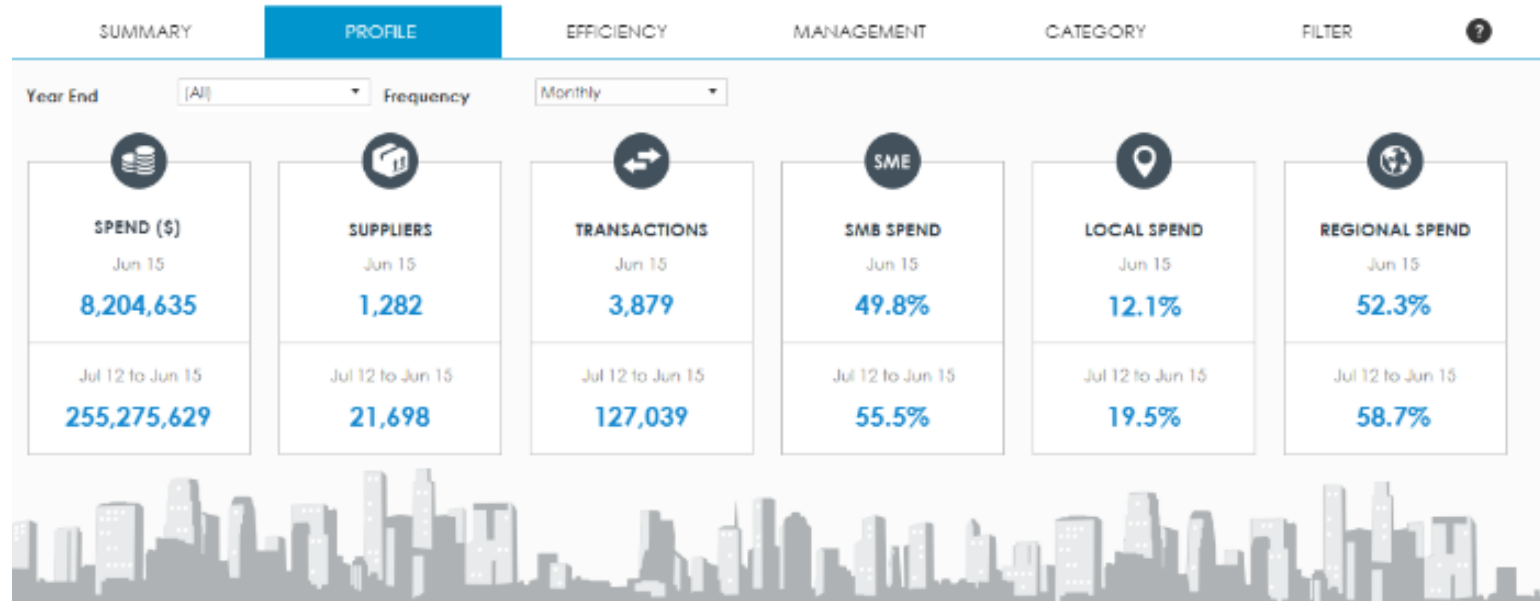 SUMMARY PROFILE EFFICIENCY MANAGEMENT CATEGORY FILTER ?
Year End (All) Frequency Monthly
SME
SPEND ($) SUPPLIERS TRANSACTIONS SMB SPEND LOCAL SPEND REGIONAL SPEND
Jun 15 Jun 15 Jun 15 Jun 15 Jun 15 Jun 15
8,204,635 1,282 3,879 49.8% 12.1% 52.3%
Jul 12 to Jun 15 Jul 12 to Jun 15 Jul 12 to Jun 15 Jul 12 to Jun 15 Jul 12 to Jun 15 Jul 12 to Jun 15
255,275,629 21,698 127,039 55.5% 19.5% 58.7%